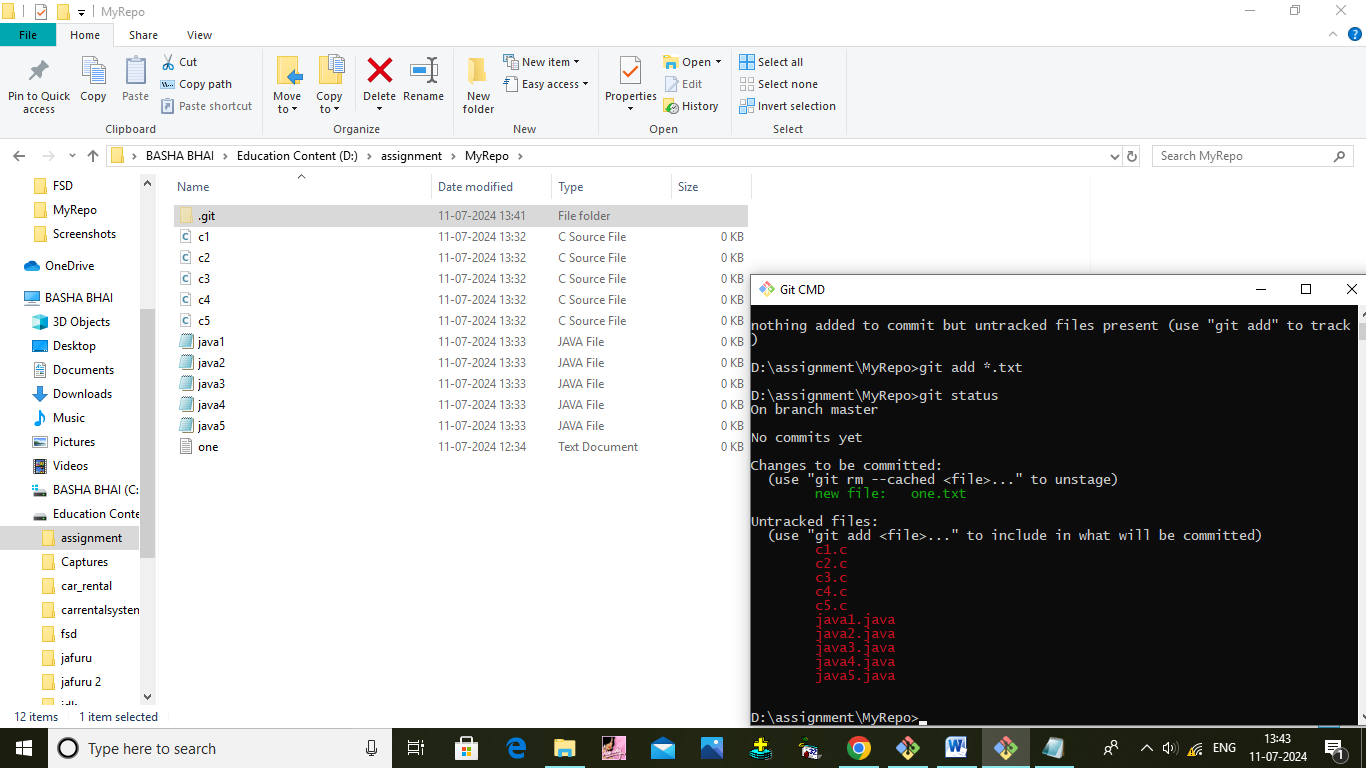 MyRepo
File Home Share View
Pin to Quick access
Copy
Paste
Cut
Copy path
Paste shortcut
Clipboard
Move to
Copy to
Delete
Rename
Organize
New folder
New item
Easy access
New
Properties
Open
Edit
History
Open
Select all
Select none
Invert selection
Select
BASHA BHAI > Education Content (D:) > assignment > MyRepo >
Search MyRepo
FSD
MyRepo
Screenshots
OneDrive
BASHA BHAI
3D Objects
Desktop
Documents
Downloads
Music
Pictures
Videos
BASHA BHAI (C:
Education Conte
assignment
Captures
car_rental
carrentalsystem
fsd
jafuru
jafuru 2
Name Date modified Type Size
.git 11-07-2024 13:41 File folder
c1 11-07-2024 13:32 C Source File 0 KB
c2 11-07-2024 13:32 C Source File 0 KB
c3 11-07-2024 13:32 C Source File 0 KB
c4 11-07-2024 13:32 C Source File 0 KB
c5 11-07-2024 13:32 C Source File 0 KB
java1 11-07-2024 13:33 JAVA File 0 KB
java2 11-07-2024 13:33 JAVA File 0 KB
java3 11-07-2024 13:33 JAVA File 0 KB
java4 11-07-2024 13:33 JAVA File 0 KB
java5 11-07-2024 13:33 JAVA File 0 KB
one 11-07-2024 12:34 Text Document 0 KB
12 items 1 item selected
Git CMD
nothing added to commit but untracked files present (use "git add" to track
)
D:\assignment\MyRepo>git add *.txt
D:\assignment\MyRepo>git status
On branch master
No commits yet
Changes to be committed:
(use "git rm --cached <file>..." to unstage)
new file: one.txt
Untracked files:
(use "git add <file>..." to include in what will be committed)
c1.c
c2.c
c3.c
c4.c
c5.c
java1.java
java2.java
java3.java
java4.java
java5.java
D:\assignment\MyRepo>
Type here to search
ENG
13:43
11-07-2024
1